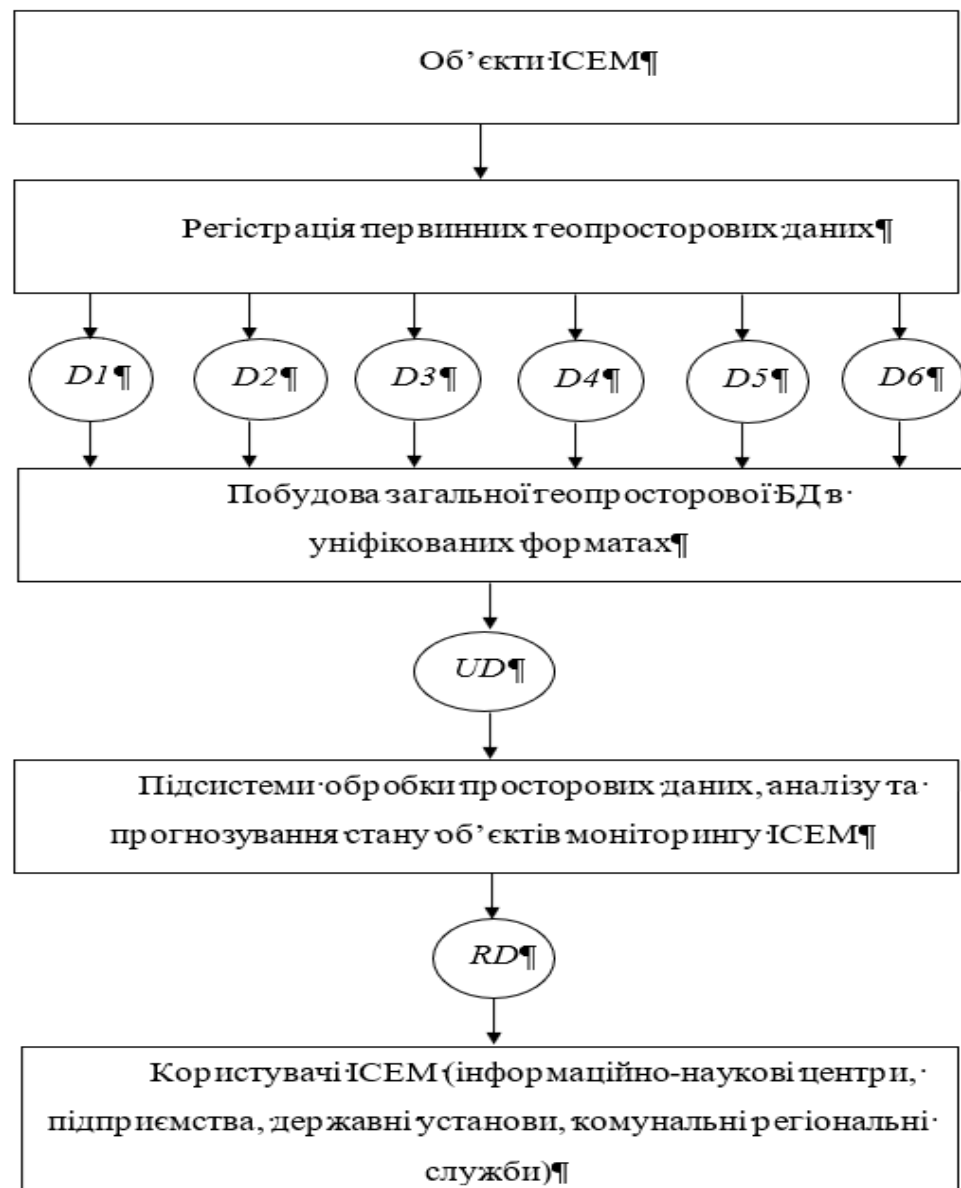 Об’єкти·ІСЕМ¶
Реєстрація·первинних·геопросторових·даних¶
D1¶ D2¶ D3¶ D4¶ D5¶ D6¶
Побудова·загальної·геопросторової·БД·в·
уніфікованих·форматах¶
UD¶
Підсистеми·обробки·просторових·даних,·аналізу·та·
прогнозування·стану·об’єктів·моніторингу·ІСЕМ¶
RD¶
Користувачі·ІСЕМ·(інформаційно-наукові·центри,·
підприємства,·державні·установи,·комунальні·регіональні·
служби)¶